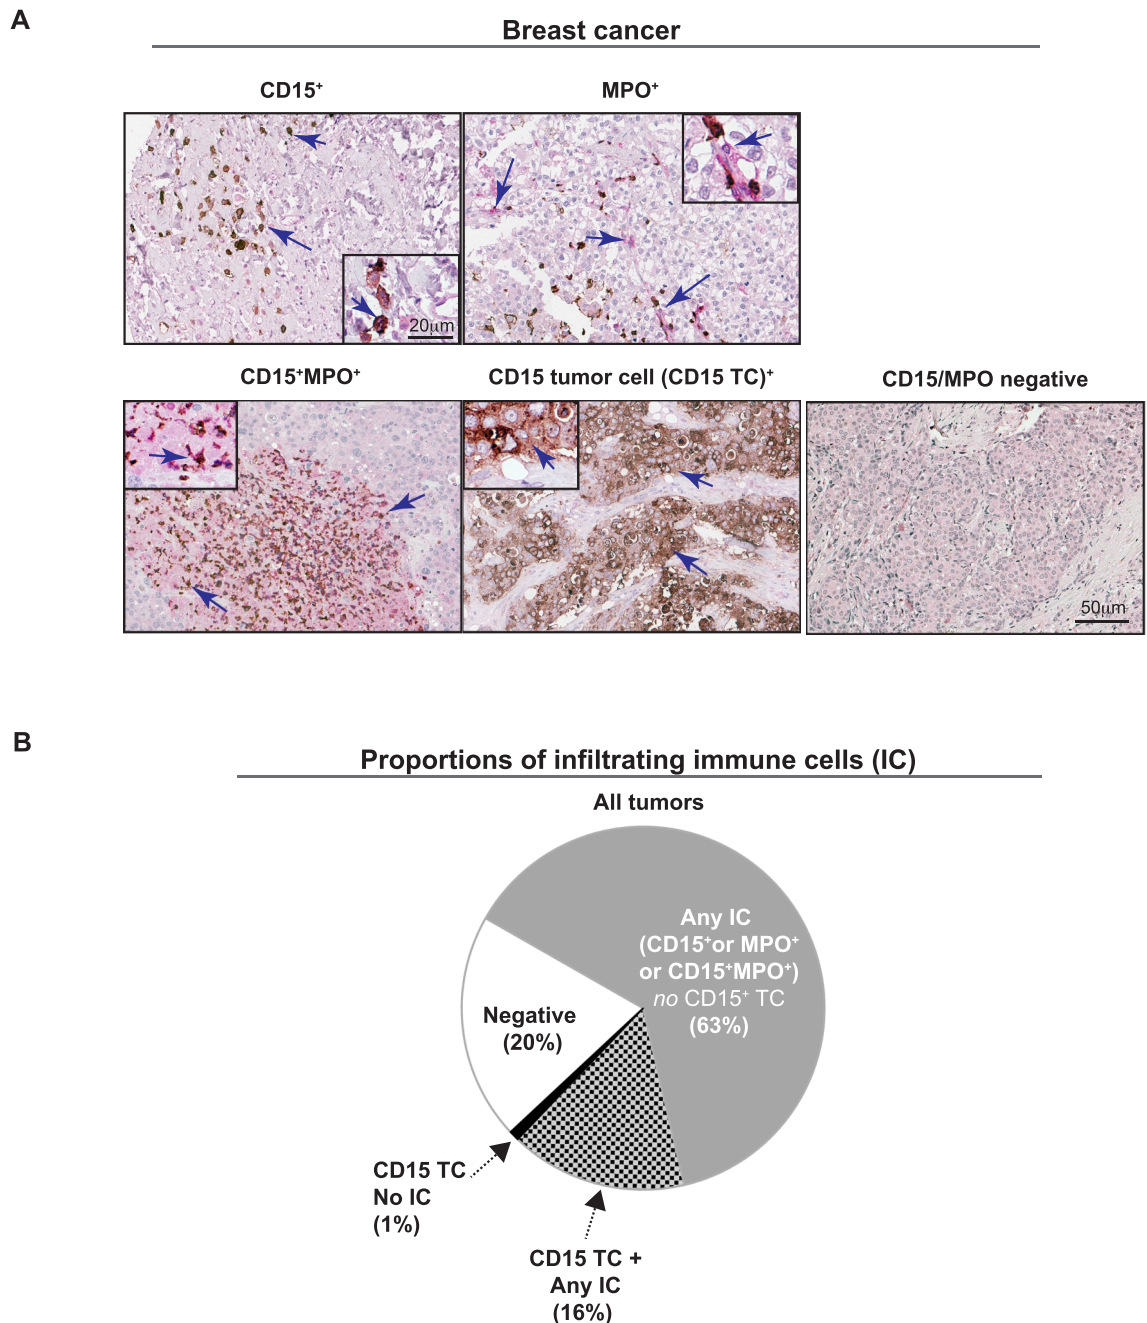 A
Breast cancer
CD15⁺
MPO⁺
20μm
CD15⁺MPO⁺
CD15 tumor cell (CD15 TC)⁺
CD15/MPO negative
50μm
B
Proportions of infiltrating immune cells (IC)
All tumors
Any IC
(CD15⁺or MPO⁺
or CD15⁺MPO⁺)
no CD15⁺ TC
(63%)
Negative
(20%)
CD15 TC
No IC
(1%)
CD15 TC +
Any IC
(16%)